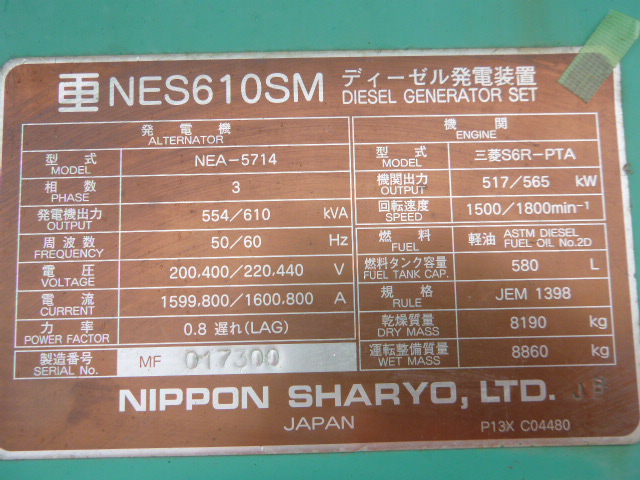 NES610SM ディーゼル発電装置
DIESEL GENERATOR SET
発電機
ALTERNATOR
型式
MODEL
NEA-5714
相数
PHASE
3
発電機出力
OUTPUT
554/610 kVA
周波数
FREQUENCY
50/60 Hz
電圧
VOLTAGE
200,400/220,440 V
電流
CURRENT
1599,800/1600,800 A
力率
POWER FACTOR
0.8 遅れ(LAG)
製造番号
SERIAL No.
MF 017300
機関
ENGINE
型式
MODEL
三菱S6R-PTA
機関出力
OUTPUT
517/565 kW
回転速度
SPEED
1500/1800min⁻¹
燃料
FUEL
軽油 ASTM DIESEL
FUEL OIL No.2D
燃料タンク容量
FUEL TANK CAP.
580 L
規格
RULE
JEM 1398
乾燥質量
DRY MASS
8190 kg
運転整備質量
WET MASS
8860 kg
NIPPON SHARYO, LTD.
JAPAN
P13X C04480